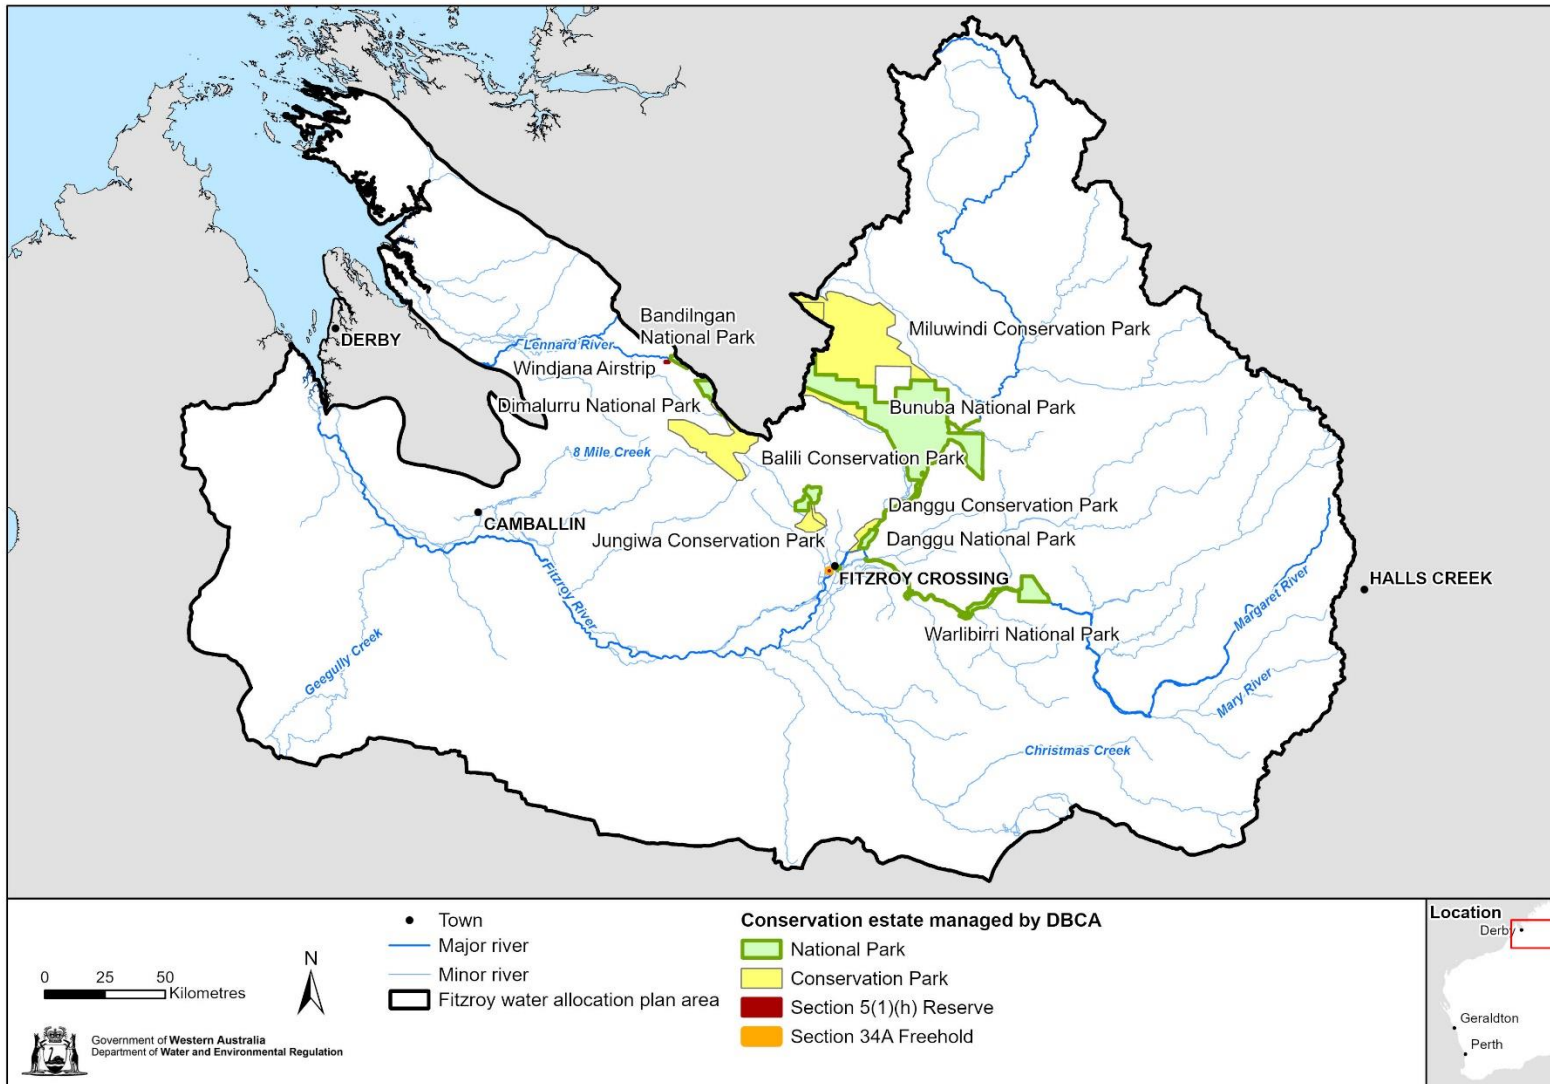 Bandilngan
National Park
Miluwindi Conservation Park
DERBY
Lennard River
Windjana Airstrip
Dimalurru National Park
Bunuba National Park
8 Mile Creek
Balili Conservation Park
Danggu Conservation Park
CAMBALLIN
Jungiwa Conservation Park
Danggu National Park
Fitzroy River
FITZROY CROSSING
HALLS CREEK
Margaret River
Warlibirri National Park
Geegully Creek
Mary River
Christmas Creek
0 25 50
Kilometres
N
Government of Western Australia
Department of Water and Environmental Regulation
Town
Major river
Minor river
Fitzroy water allocation plan area
Conservation estate managed by DBCA
National Park
Conservation Park
Section 5(1)(h) Reserve
Section 34A Freehold
Location
Derby
Geraldton
Perth